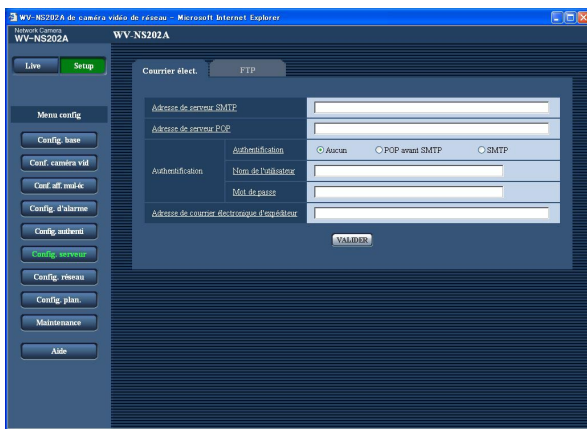 WV-NS202A de caméra vidéo de réseau - Microsoft Internet Explorer
Network Camera
WV-NS202A
WV-NS202A
Live Setup
Courrier élect. FTP
Menu config
Config. base
Conf. caméra vid
Conf. aff. mul-éc
Config. d'alarme
Config. authenti
Config. serveur
Config. réseau
Config. plan.
Maintenance
Aide
Adresse de serveur SMTP
Adresse de serveur POP
Authentification
Authentification Aucun POP avant SMTP SMTP
Nom de l'utilisateur
Mot de passe
Adresse de courrier électronique d'expéditeur
VALIDER